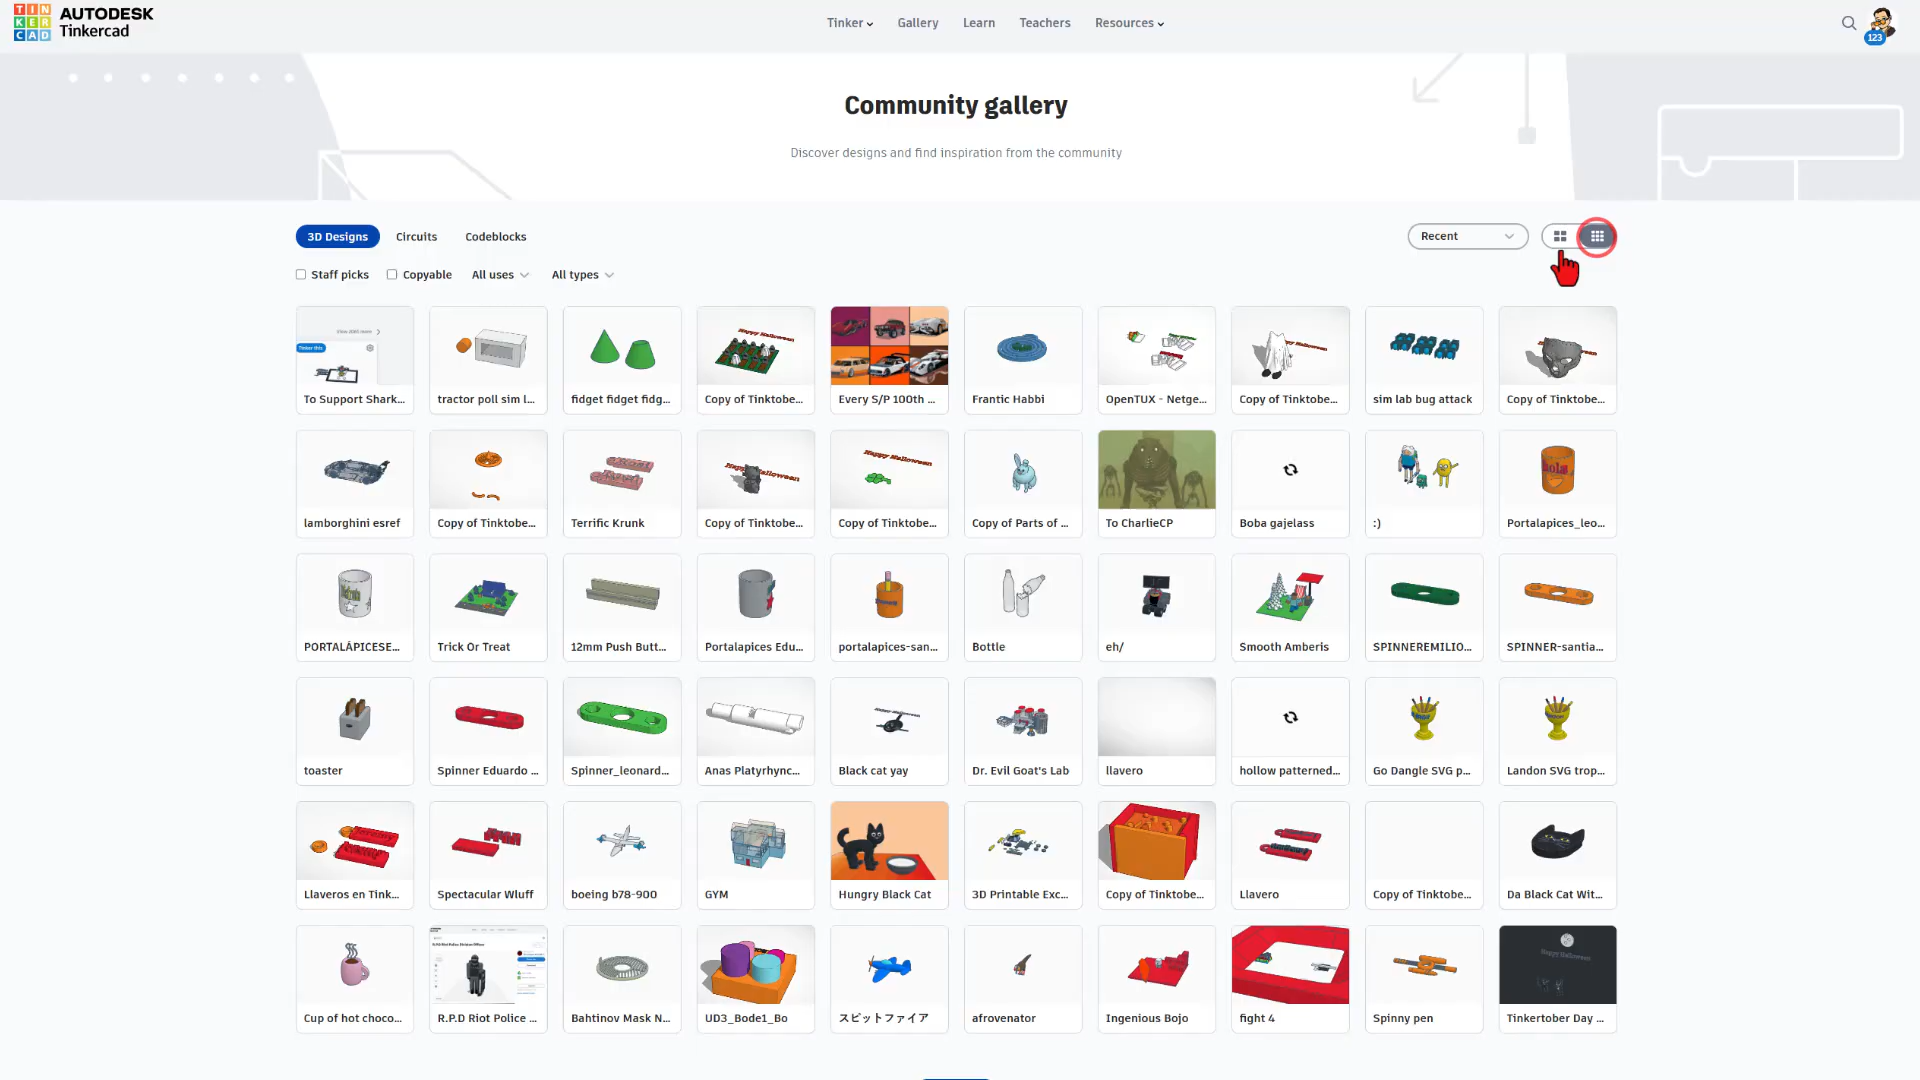 TIN
KER
CAD
AUTODESK
Tinkercad
Tinker
Gallery
Learn
Teachers
Resources
123
Community gallery
Discover designs and find inspiration from the community
3D Designs
Circuits
Codeblocks
Recent
Staff picks
Copyable
All uses
All types
To Support Shark...
tractor poll sim l...
fidget fidget fidg...
Copy of Tinktobe...
Every S/P 100th ...
Frantic Habbi
OpenTUX - Netge...
Copy of Tinktobe...
sim lab bug attack
Copy of Tinktobe...
lamborghini esref
Copy of Tinktobe...
Terrific Krunk
Copy of Tinktobe...
Copy of Tinktobe...
Copy of Parts of ...
To CharlieCP
Boba gajelass
:)
Portalapices_leo...
PORTALÁPICESE...
Trick Or Treat
12mm Push Butt...
Portalapices Edu...
portalapices-san...
Bottle
eh/
Smooth Amberis
SPINNEREMILIO...
SPINNER-santia...
toaster
Spinner Eduardo ...
Spinner_leonard...
Anas Platyrhync...
Black cat yay
Dr. Evil Goat's Lab
llavero
hollow patterned...
Go Dangle SVG p...
Landon SVG trop...
Llaveros en Tink...
Spectacular Wluff
boeing b78-900
GYM
Hungry Black Cat
3D Printable Exc...
Copy of Tinktobe...
Llavero
Copy of Tinktobe...
Da Black Cat Wit...
Cup of hot choco...
R.P.D Riot Police ...
Bahtinov Mask N...
UD3_Bode1_Bo
スピットファイア
afrovenator
Ingenious Bojo
fight 4
Spinny pen
Tinkertober Day ...